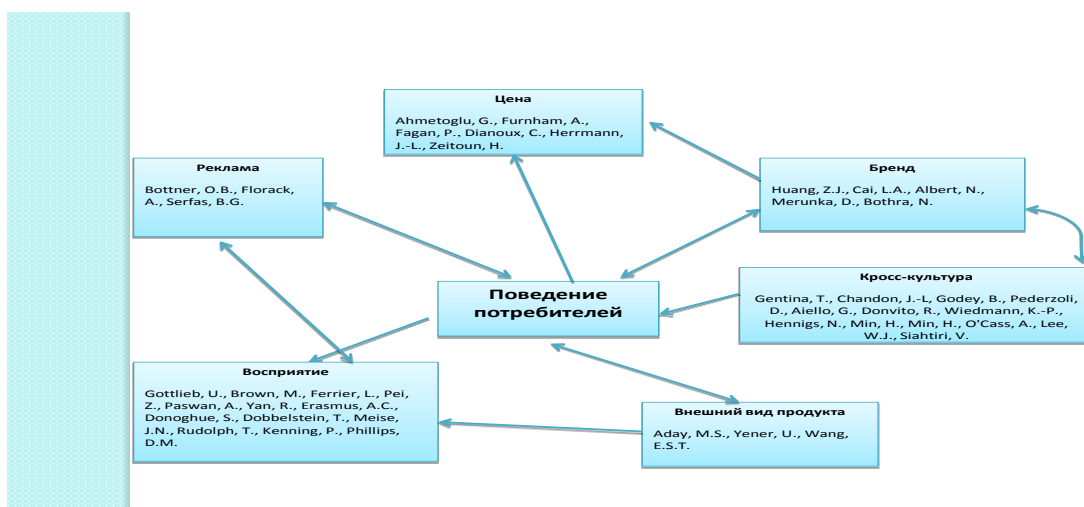 Цена
Ahmetoglu, G., Furnham, A.,
Fagan, P., Dianoux, C., Herrmann,
J.-L., Zeitoun, H.
Реклама
Bottner, O.B., Florack,
A., Serfas, B.G.
Бренд
Huang, Z.J., Cai, L.A., Albert, N.,
Merunka, D., Bothra, N.
Поведение
потребителей
Кросс-культура
Gentina, T., Chandon, J.-L, Godey, B., Pederzoli,
D., Aiello, G., Donvito, R., Wiedmann, K.-P.,
Hennigs, N., Min, H., Min, H., O'Cass, A., Lee,
W.J., Siahtiri, V.
Восприятие
Gottlieb, U., Brown, M., Ferrier, L., Pei,
Z., Paswan, A., Yan, R., Erasmus, A.C.,
Donoghue, S., Dobbelstein, T., Meise,
J.N., Rudolph, T., Kenning, P., Phillips,
D.M.
Внешний вид продукта
Aday, M.S., Yener, U., Wang,
E.S.T.